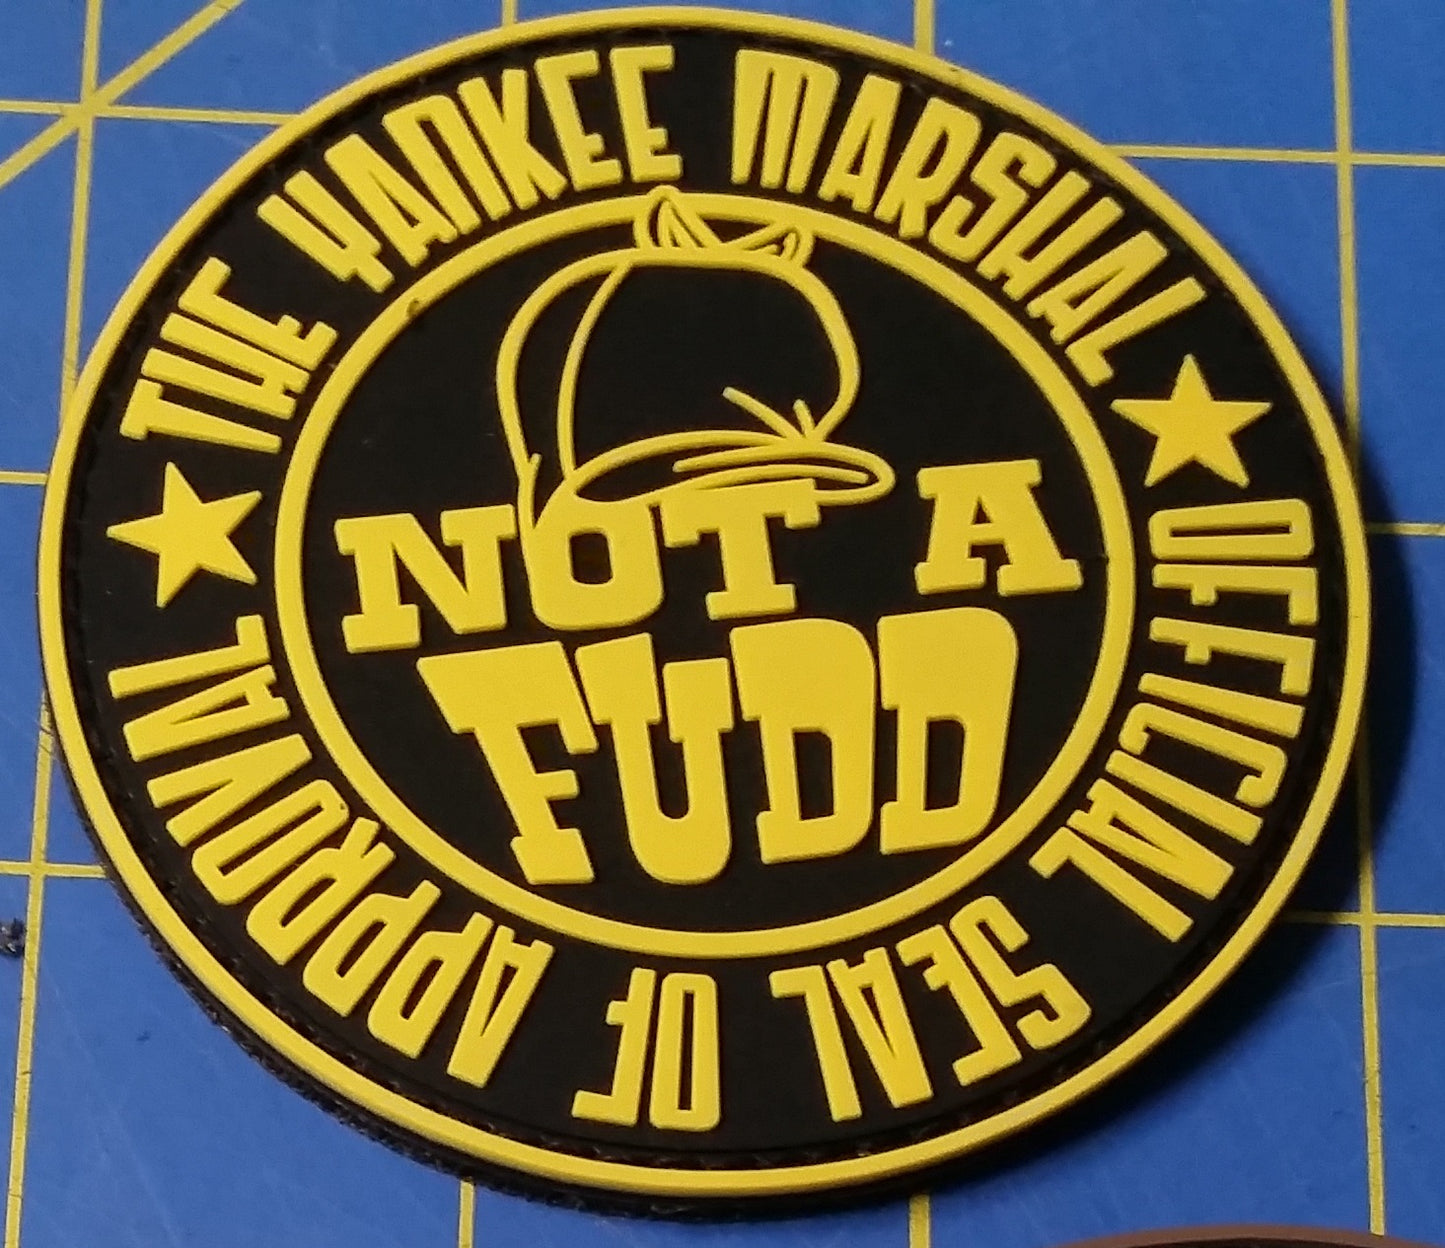 THE YANKEE MARSHAL
NOT A
FUDD
OFFICIAL SEAL OF APPROVAL